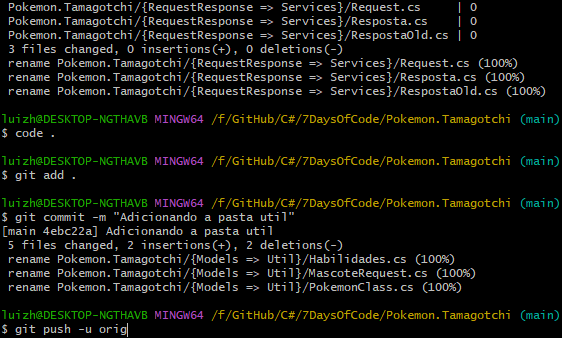 Pokemon.Tamagotchi/{RequestResponse => Services}/Request.cs | 0
Pokemon.Tamagotchi/{RequestResponse => Services}/Resposta.cs | 0
Pokemon.Tamagotchi/{RequestResponse => Services}/RespostaOld.cs | 0
3 files changed, 0 insertions(+), 0 deletions(-)
rename Pokemon.Tamagotchi/{RequestResponse => Services}/Request.cs (100%)
rename Pokemon.Tamagotchi/{RequestResponse => Services}/Resposta.cs (100%)
rename Pokemon.Tamagotchi/{RequestResponse => Services}/RespostaOld.cs (100%)
luizh@DESKTOP-NGTHAVB MINGW64 /f/GitHub/C#/7DaysOfCode/Pokemon.Tamagotchi (main)
$ code .
luizh@DESKTOP-NGTHAVB MINGW64 /f/GitHub/C#/7DaysOfCode/Pokemon.Tamagotchi (main)
$ git add .
luizh@DESKTOP-NGTHAVB MINGW64 /f/GitHub/C#/7DaysOfCode/Pokemon.Tamagotchi (main)
$ git commit -m "Adicionando a pasta util"
[main 4ebc22a] Adicionando a pasta util
5 files changed, 2 insertions(+), 2 deletions(-)
rename Pokemon.Tamagotchi/{Models => Util}/Habilidades.cs (100%)
rename Pokemon.Tamagotchi/{Models => Util}/MascoteRequest.cs (100%)
rename Pokemon.Tamagotchi/{Models => Util}/PokemonClass.cs (100%)
luizh@DESKTOP-NGTHAVB MINGW64 /f/GitHub/C#/7DaysOfCode/Pokemon.Tamagotchi (main)
$ git push -u orig